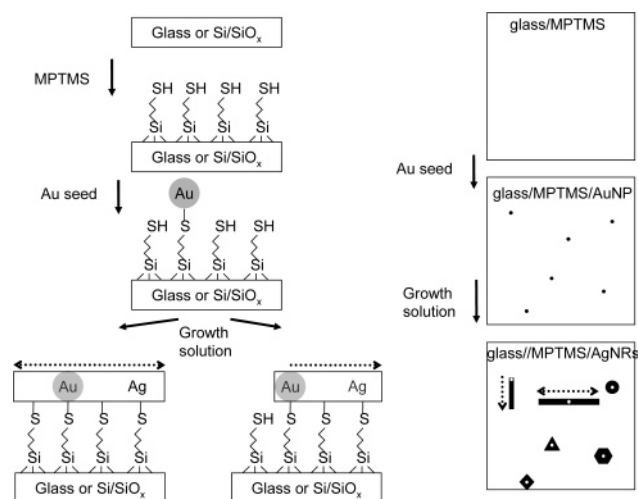 Glass or Si/SiOx
MPTMS
SH SH SH SH
Si Si Si Si
Glass or Si/SiOx
Au seed
Au
SH S SH SH
Si Si Si Si
Glass or Si/SiOx
Growth
solution
Au Ag
S S S S
Si Si Si Si
Glass or Si/SiOx
Au Ag
SH S S S
Si Si Si Si
Glass or Si/SiOx
glass/MPTMS
Au seed
glass/MPTMS/AuNP
Growth
solution
glass//MPTMS/AgNRs